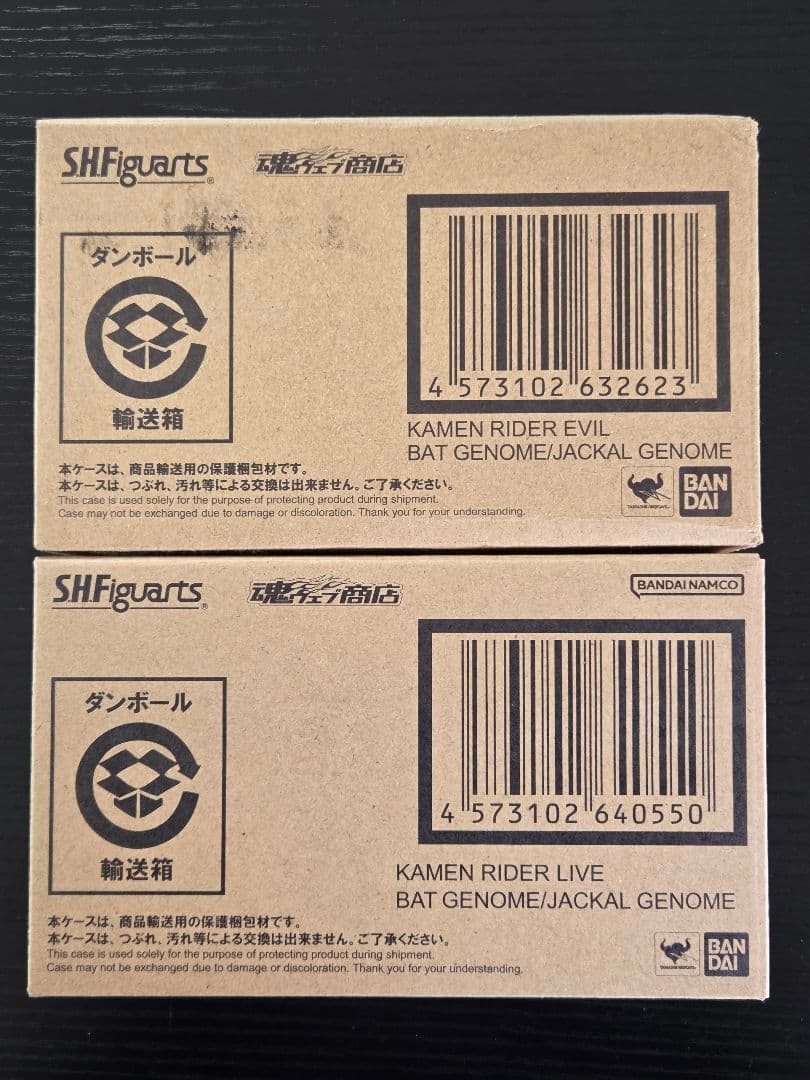 S.H.Figuarts®
魂ウェブ商店
ダンボール
輸送箱
4 573102 632623
KAMEN RIDER EVIL
BAT GENOME/JACKAL GENOME
本ケースは、商品輸送用の保護梱包材です。
本ケースは、つぶれ、汚れ等による交換は出来ません。ご了承ください。
This case is used solely for the purpose of protecting product during shipment.
Case may not be exchanged due to damage or discoloration. Thank you for your understanding.
TAMASHII NATIONS
BAN
DAI
S.H.Figuarts®
魂ウェブ商店
BANDAI NAMCO
ダンボール
輸送箱
4 573102 640550
KAMEN RIDER LIVE
BAT GENOME/JACKAL GENOME
本ケースは、商品輸送用の保護梱包材です。
本ケースは、つぶれ、汚れ等による交換は出来ません。ご了承ください。
This case is used solely for the purpose of protecting product during shipment.
Case may not be exchanged due to damage or discoloration. Thank you for your understanding.
TAMASHII NATIONS
BAN
DAI